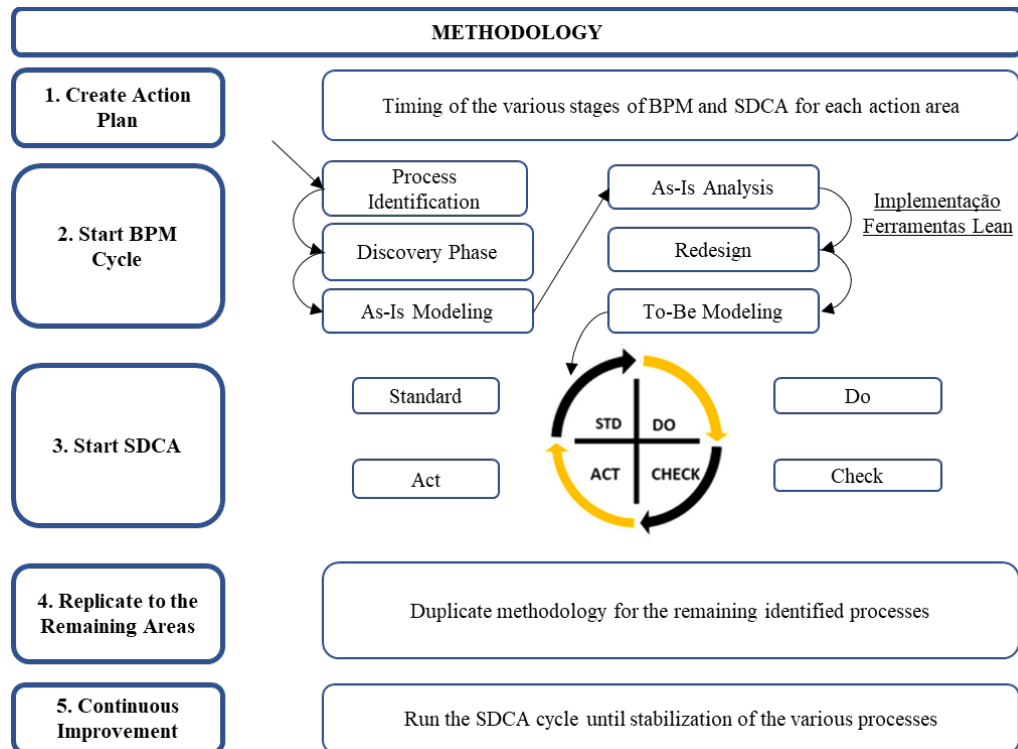 METHODOLOGY
1. Create Action
Plan
Timing of the various stages of BPM and SDCA for each action area
2. Start BPM
Cycle
Process
Identification
Discovery Phase
As-Is Modeling
As-Is Analysis
Redesign
To-Be Modeling
Implementação
Ferramentas Lean
3. Start SDCA
Standard
Act
STD
DO
ACT
CHECK
Do
Check
4. Replicate to the
Remaining Areas
Duplicate methodology for the remaining identified processes
5. Continuous
Improvement
Run the SDCA cycle until stabilization of the various processes